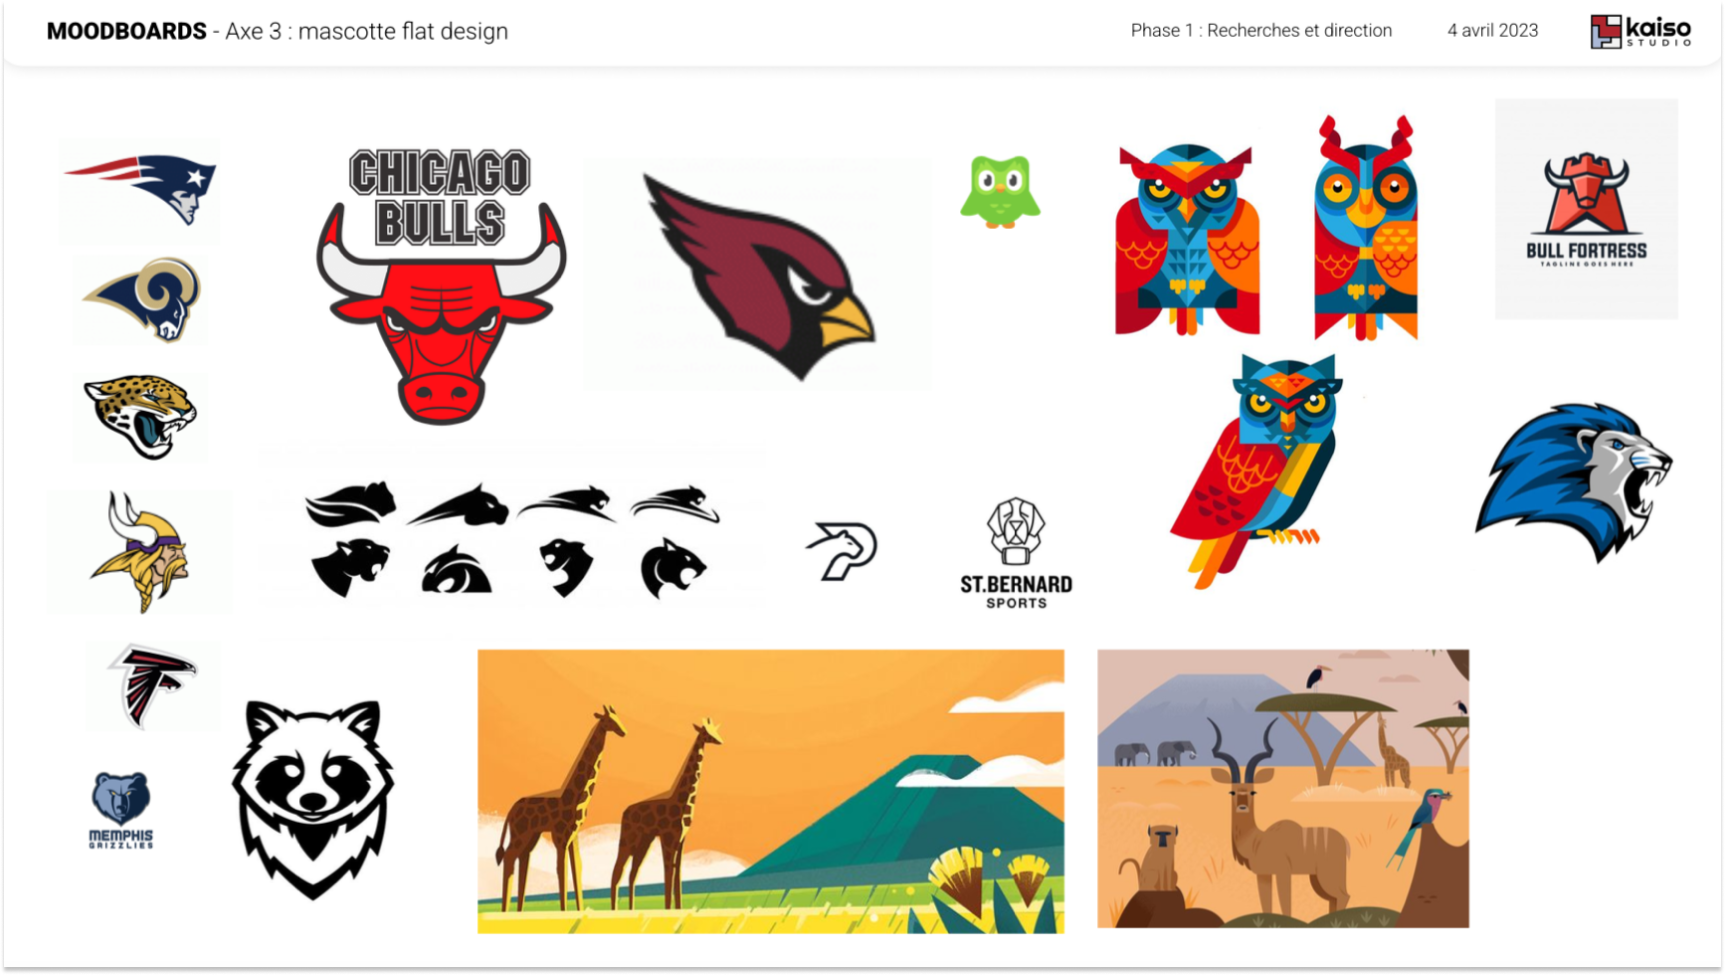 MOODBOARDS - Axe 3 : mascotte flat design
Phase 1 : Recherches et direction
4 avril 2023
kaiso
STUDIO
CHICAGO
BULLS
BULL FORTRESS
TAGLINE GOES HERE
ST.BERNARD
SPORTS
MEMPHIS
GRIZZLIES